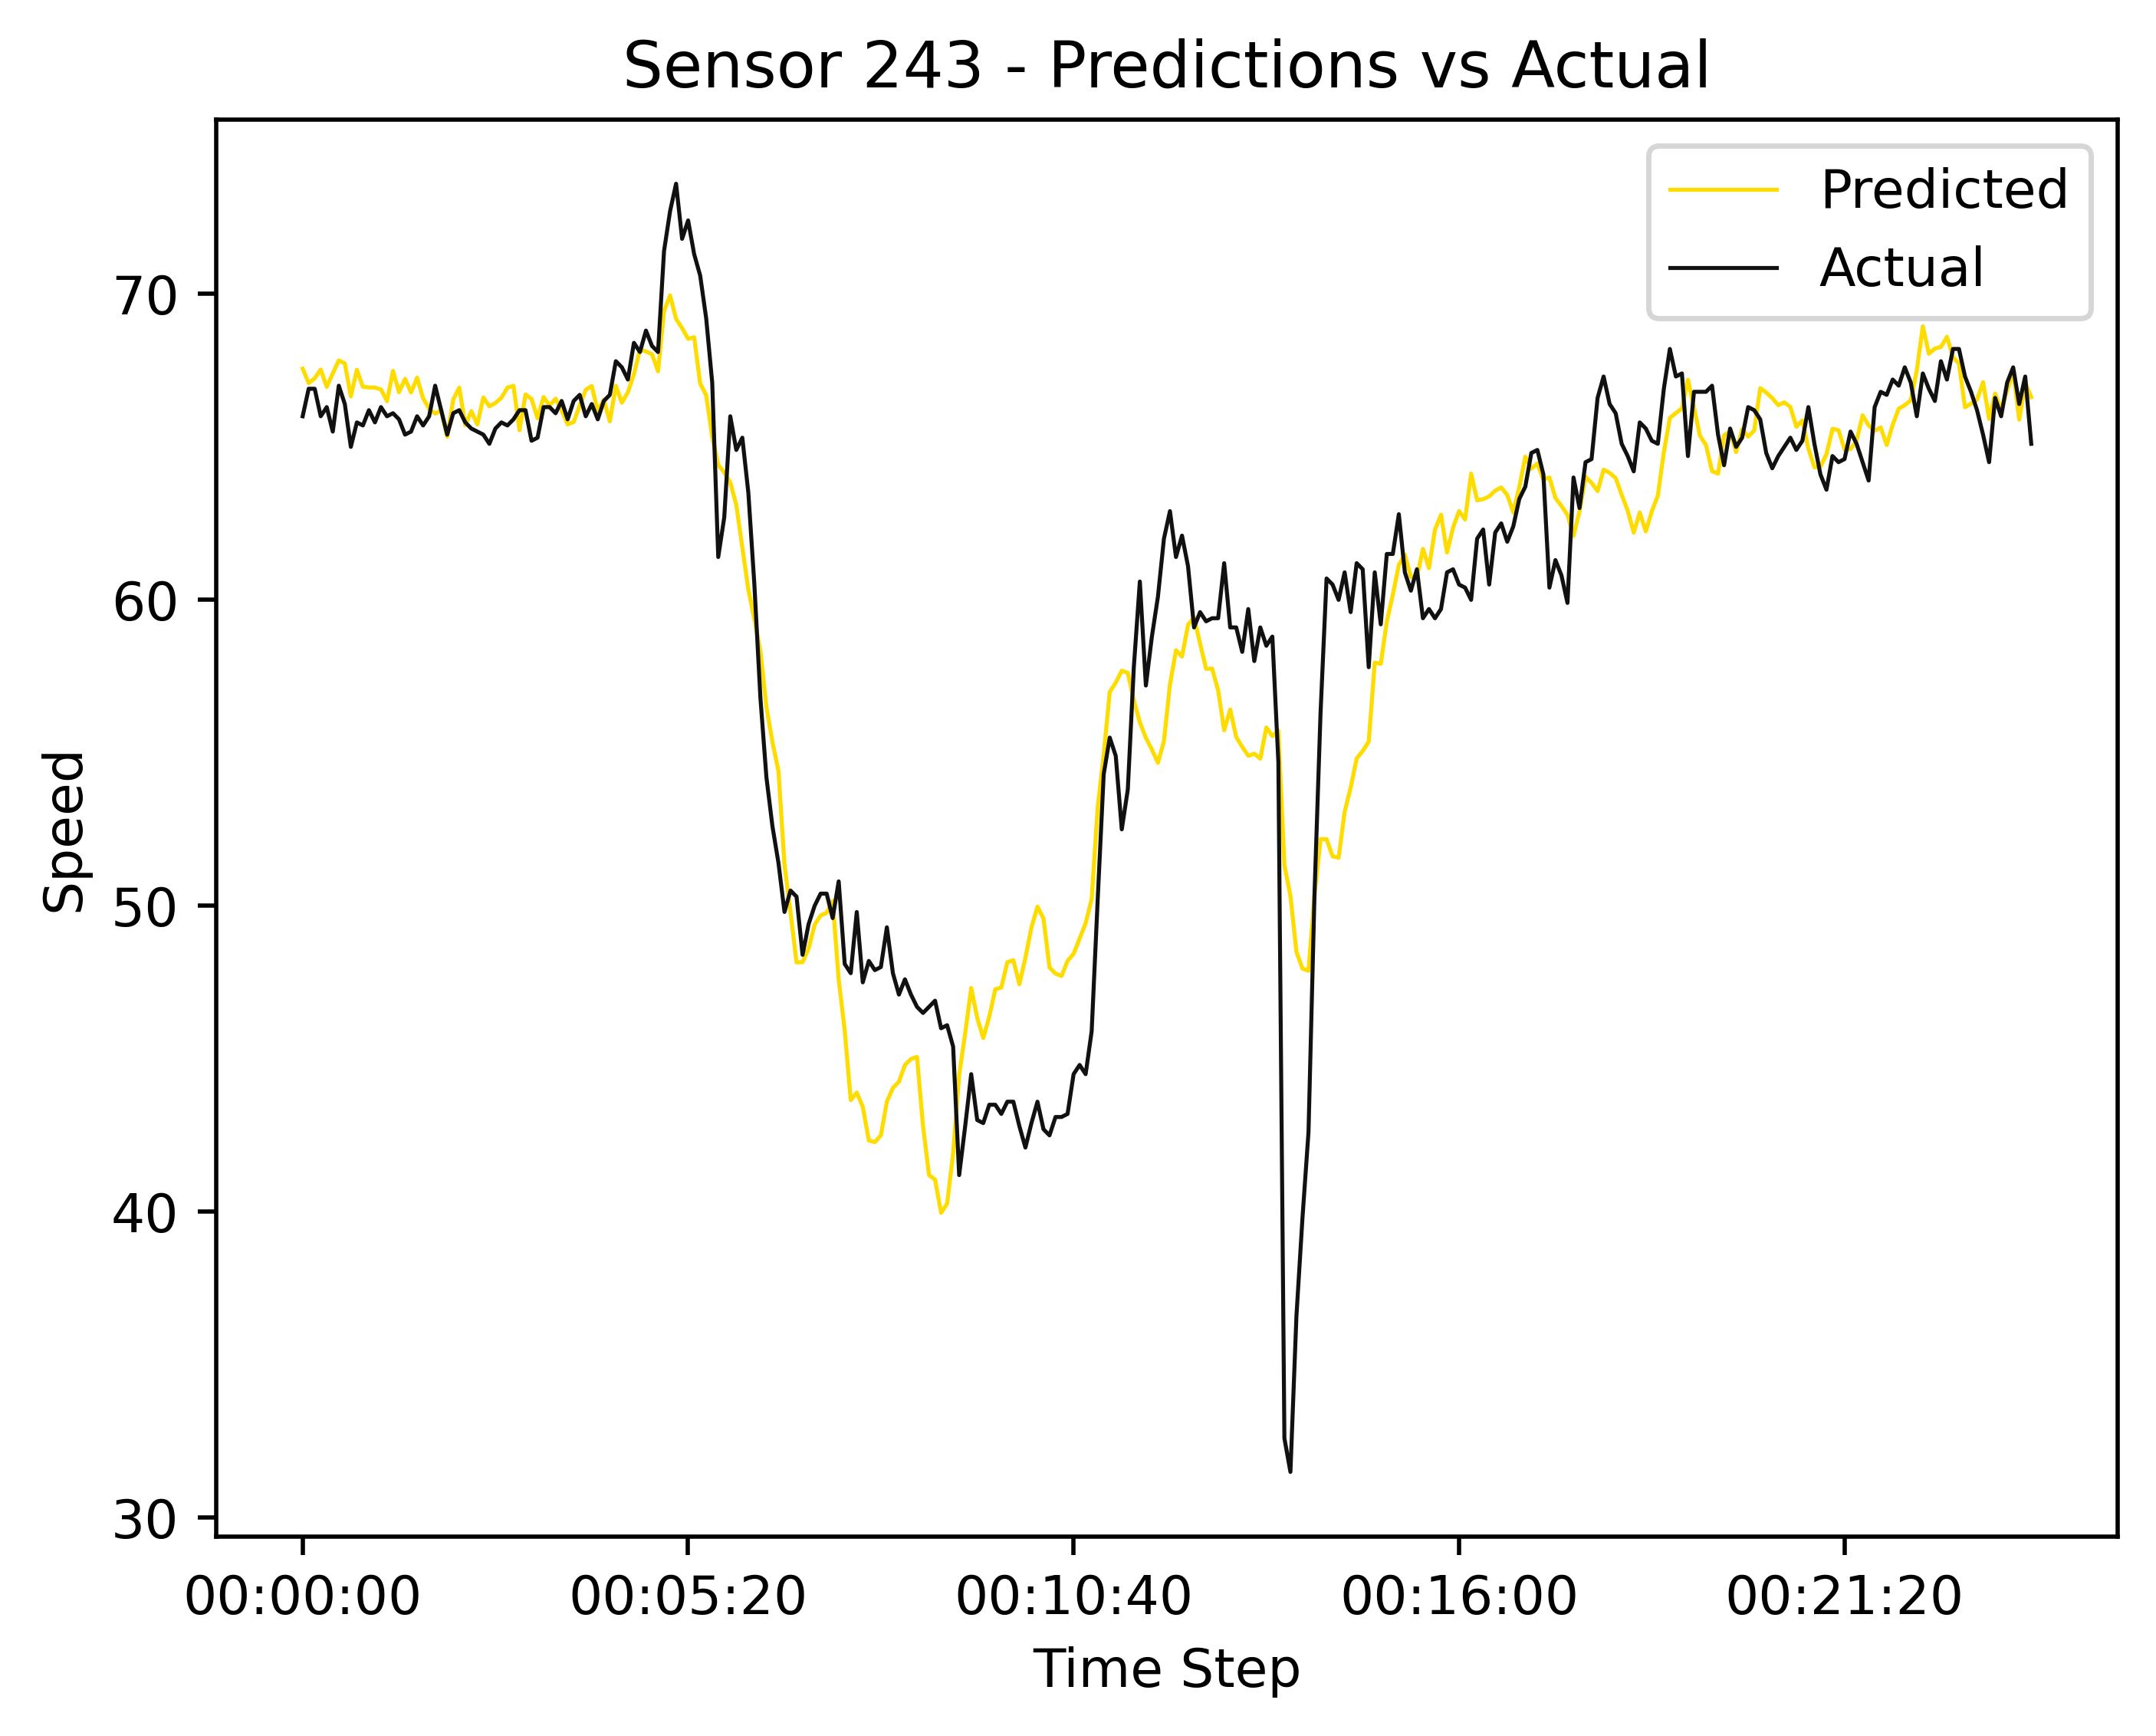 Sensor 243 - Predictions vs Actual
Predicted
Actual
70
60
50
40
30
Speed
00:00:00
00:05:20
00:10:40
00:16:00
00:21:20
Time Step